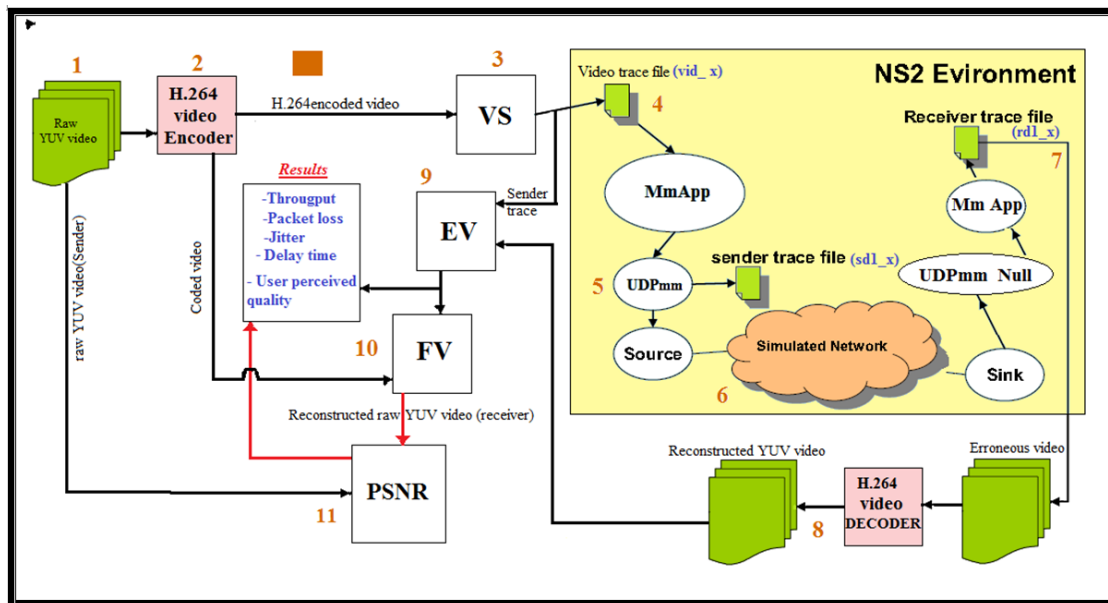 1
Raw
YUV video
2
H.264
video
Encoder
H.264encoded video
3
VS
Video trace file (vid_ x)
4
NS2 Evironment
Receiver trace file
(rd1_x)
7
MmApp
Mm App
5
UDPmm
sender trace file (sd1_x)
UDPmm Null
Source
Simulated Network
6
Sink
Results
-Througput
-Packet loss
-Jitter
- Delay time
- User perceived
quality
9
Sender
trace
EV
raw YUV video(Sender)
Coded video
10
FV
Reconstructed raw YUV video (receiver)
PSNR
11
Reconstructed YUV video
8
H.264
video
DECODER
Erroneous video